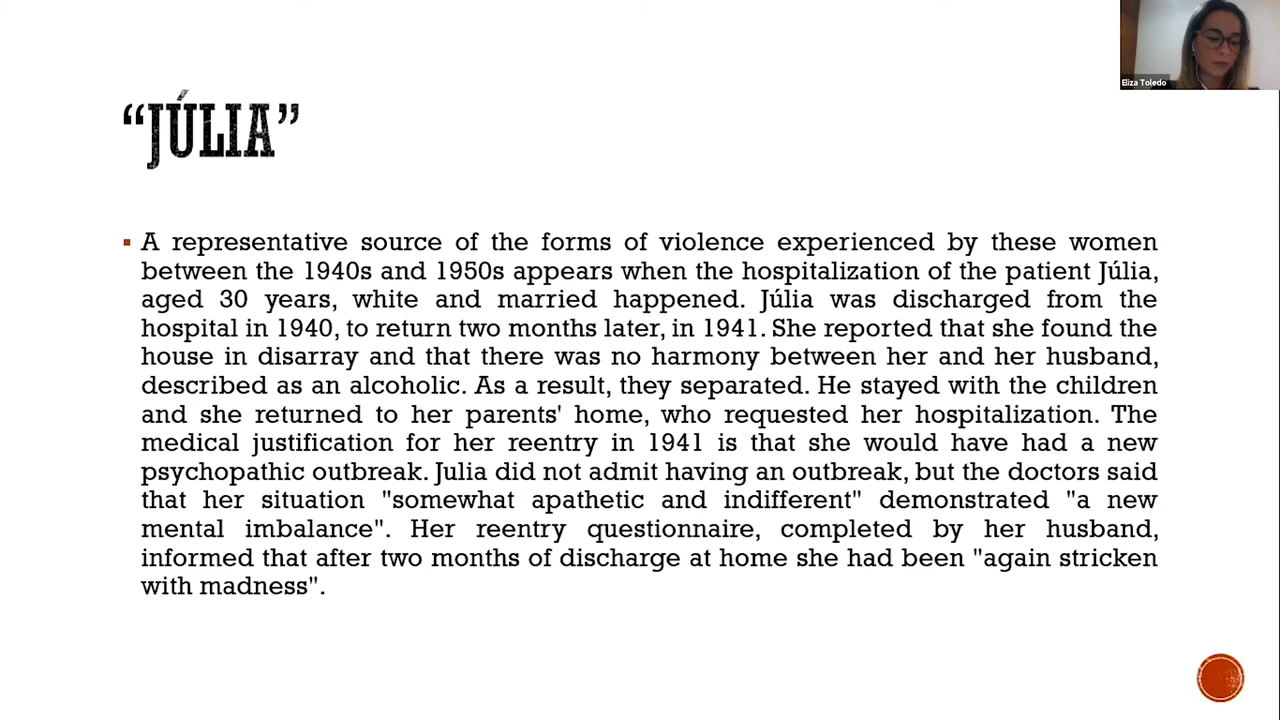 Eliza Toledo
“JÚLIA”
▪ A representative source of the forms of violence experienced by these women
between the 1940s and 1950s appears when the hospitalization of the patient Júlia,
aged 30 years, white and married happened. Júlia was discharged from the
hospital in 1940, to return two months later, in 1941. She reported that she found the
house in disarray and that there was no harmony between her and her husband,
described as an alcoholic. As a result, they separated. He stayed with the children
and she returned to her parents' home, who requested her hospitalization. The
medical justification for her reentry in 1941 is that she would have had a new
psychopathic outbreak. Julia did not admit having an outbreak, but the doctors said
that her situation "somewhat apathetic and indifferent" demonstrated "a new
mental imbalance". Her reentry questionnaire, completed by her husband,
informed that after two months of discharge at home she had been "again stricken
with madness".